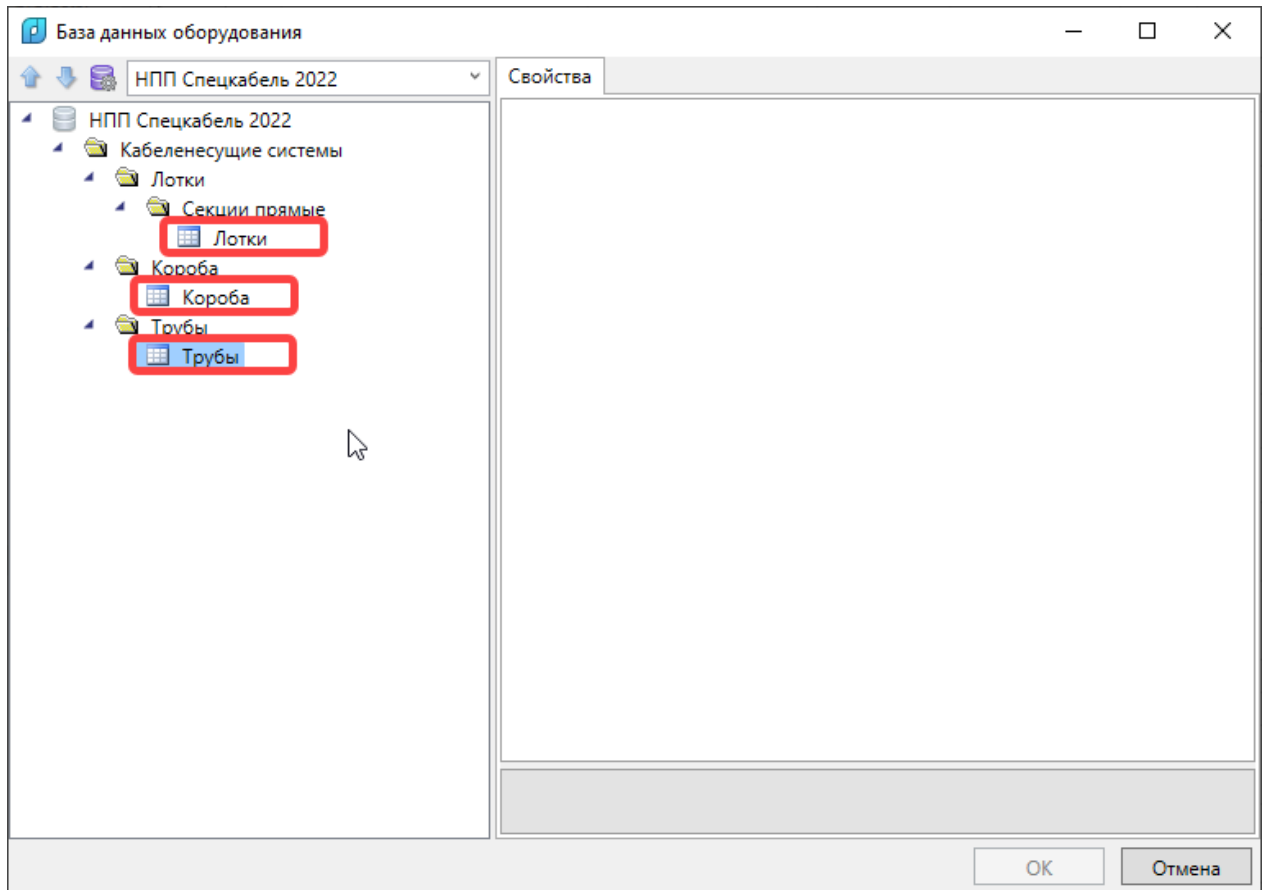 База данных оборудования
НПП Спецкабель 2022
Свойства
НПП Спецкабель 2022
Кабеленесущие системы
Лотки
Секции прямые
Лотки
Короба
Короба
Трубы
Трубы
OK
Отмена